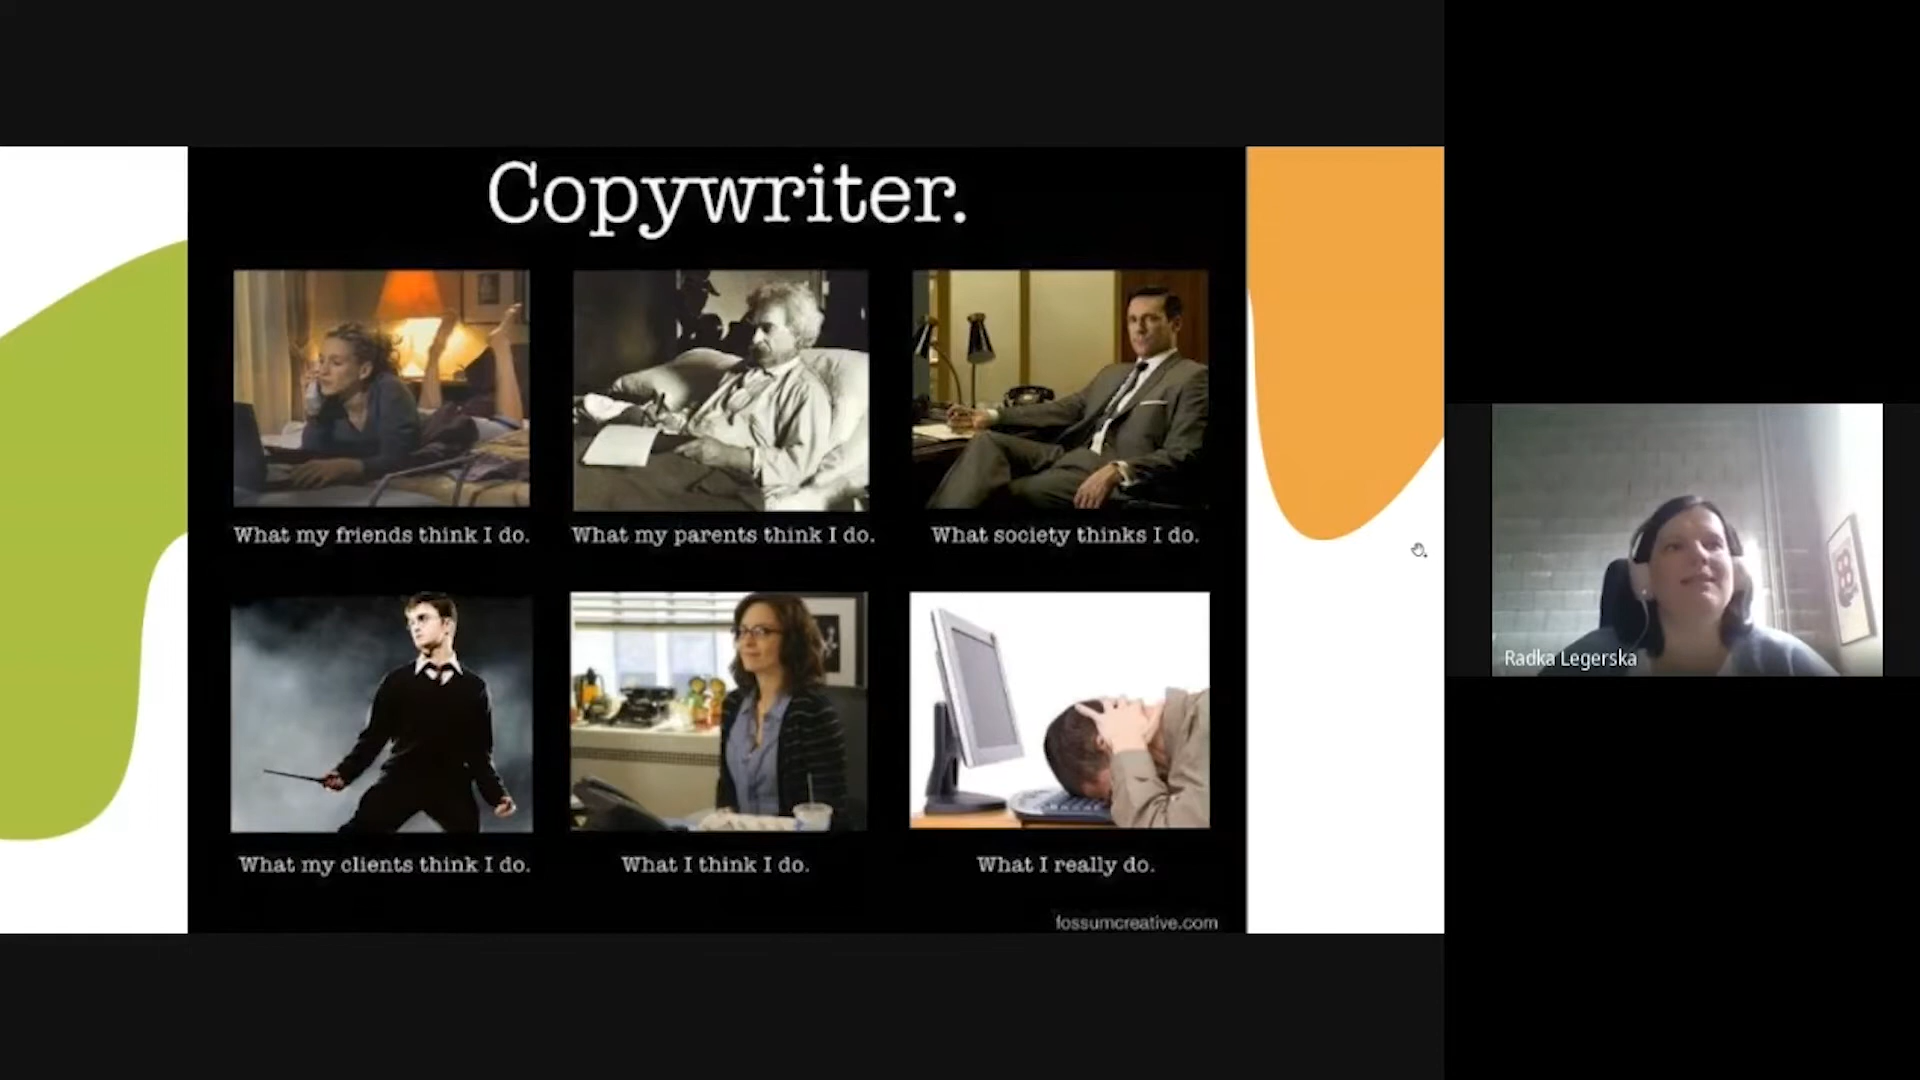 Copywriter.
What my friends think I do.
What my parents think I do.
What society thinks I do.
What my clients think I do.
What I think I do.
What I really do.
fossumcreative.com
Radka Legerska